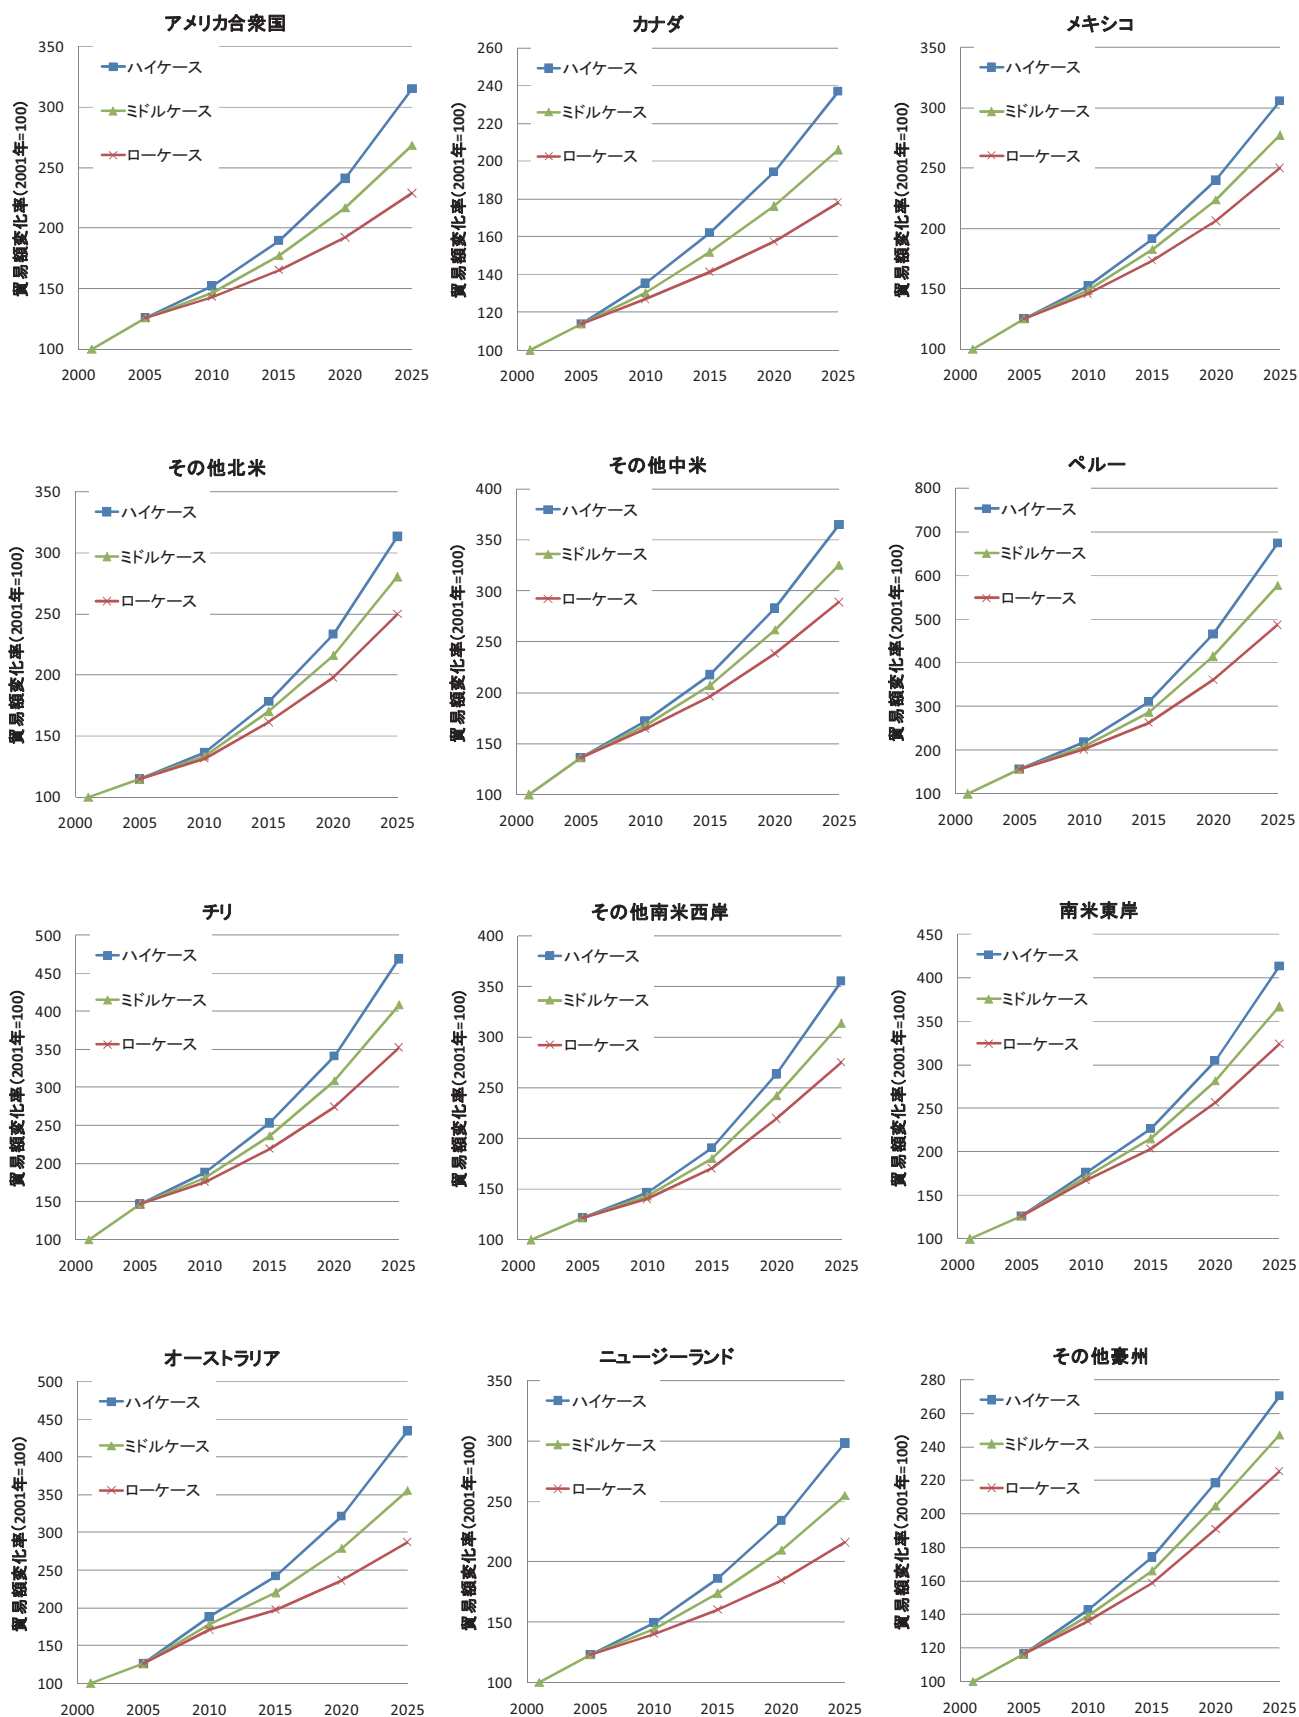 アメリカ合衆国
貿易額変化率(2001年=100)
350
300
250
200
150
100
ハイケース
ミドルケース
ローケース
2000 2005 2010 2015 2020 2025
カナダ
貿易額変化率(2001年=100)
260
240
220
200
180
160
140
120
100
ハイケース
ミドルケース
ローケース
2000 2005 2010 2015 2020 2025
メキシコ
貿易額変化率(2001年=100)
350
300
250
200
150
100
ハイケース
ミドルケース
ローケース
2000 2005 2010 2015 2020 2025
その他北米
貿易額変化率(2001年=100)
350
300
250
200
150
100
ハイケース
ミドルケース
ローケース
2000 2005 2010 2015 2020 2025
その他中米
貿易額変化率(2001年=100)
400
350
300
250
200
150
100
ハイケース
ミドルケース
ローケース
2000 2005 2010 2015 2020 2025
ペルー
貿易額変化率(2001年=100)
800
700
600
500
400
300
200
100
ハイケース
ミドルケース
ローケース
2000 2005 2010 2015 2020 2025
チリ
貿易額変化率(2001年=100)
500
450
400
350
300
250
200
150
100
ハイケース
ミドルケース
ローケース
2000 2005 2010 2015 2020 2025
その他南米西岸
貿易額変化率(2001年=100)
400
350
300
250
200
150
100
ハイケース
ミドルケース
ローケース
2000 2005 2010 2015 2020 2025
南米東岸
貿易額変化率(2001年=100)
450
400
350
300
250
200
150
100
ハイケース
ミドルケース
ローケース
2000 2005 2010 2015 2020 2025
オーストラリア
貿易額変化率(2001年=100)
500
450
400
350
300
250
200
150
100
ハイケース
ミドルケース
ローケース
2000 2005 2010 2015 2020 2025
ニュージーランド
貿易額変化率(2001年=100)
350
300
250
200
150
100
ハイケース
ミドルケース
ローケース
2000 2005 2010 2015 2020 2025
その他豪州
貿易額変化率(2001年=100)
280
260
240
220
200
180
160
140
120
100
ハイケース
ミドルケース
ローケース
2000 2005 2010 2015 2020 2025